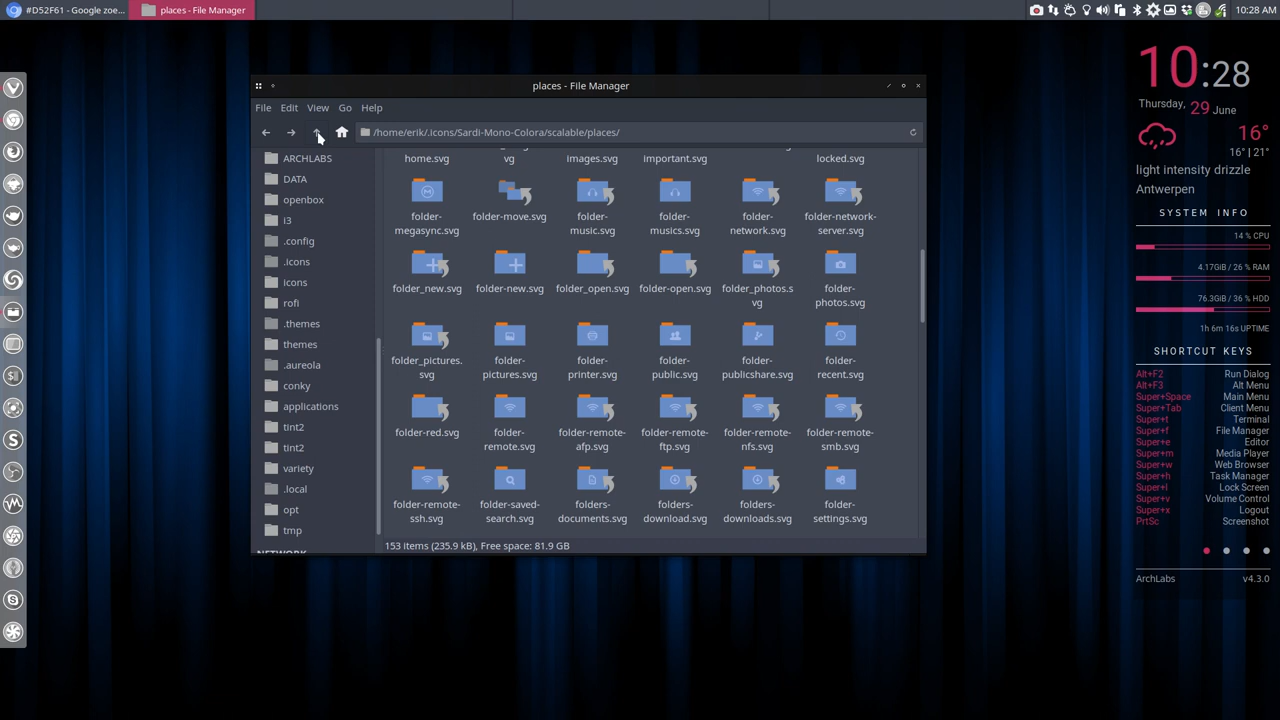 #D52F61 - Google zoe...
places - File Manager
10:28 AM
places - File Manager
File Edit View Go Help
/home/erik/.icons/Sardi-Mono-Colora/scalable/places/
ARCHLABS
DATA
openbox
i3
.config
.icons
icons
rofi
.themes
themes
.aureola
conky
applications
tint2
tint2
variety
.local
opt
tmp
home.svg
vg
images.svg
important.svg
locked.svg
folder-
megasync.svg
folder-move.svg
folder-
music.svg
folder-
musics.svg
folder-
network.svg
folder-network-
server.svg
folder_new.svg
folder-new.svg
folder_open.svg
folder-open.svg
folder_photos.s
vg
folder-
photos.svg
folder_pictures.
svg
folder-
pictures.svg
folder-
printer.svg
folder-
public.svg
folder-
publicshare.svg
folder-
recent.svg
folder-red.svg
folder-
remote.svg
folder-remote-
afp.svg
folder-remote-
ftp.svg
folder-remote-
nfs.svg
folder-remote-
smb.svg
folder-remote-
ssh.svg
folder-saved-
search.svg
folders-
documents.svg
folders-
download.svg
folders-
downloads.svg
folder-
settings.svg
153 items (235.9 kB), Free space: 81.9 GB
10:28
Thursday, 29 June
16°
16° | 21°
light intensity drizzle
Antwerpen
SYSTEM INFO
14 % CPU
4.17GiB / 26 % RAM
76.3GiB / 36 % HDD
1h 6m 16s UPTIME
SHORTCUT KEYS
Alt+F2 Run Dialog
Alt+F3 Alt Menu
Super+Space Main Menu
Super+Tab Client Menu
Super+t Terminal
Super+f File Manager
Super+e Editor
Super+m Media Player
Super+w Web Browser
Super+h Task Manager
Super+l Lock Screen
Super+v Volume Control
Super+x Logout
PrtSc Screenshot
ArchLabs v4.3.0